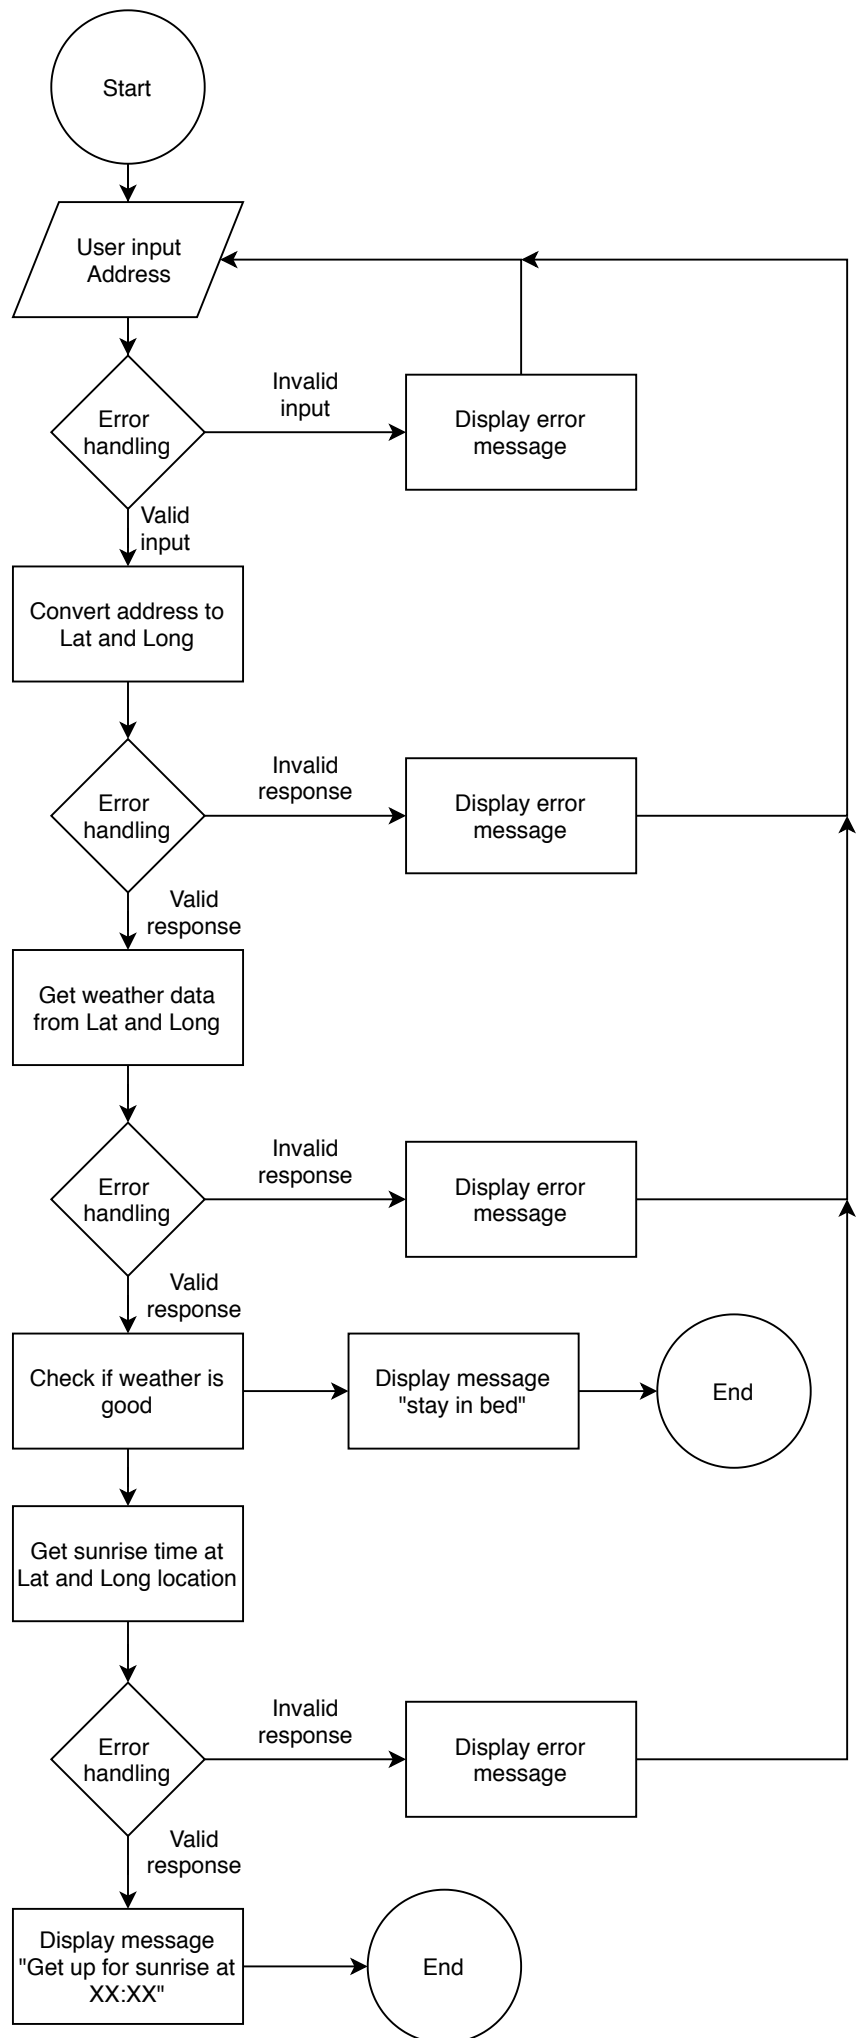 Start
User input
Address
Error
handling
Invalid
input
Display error
message
Valid
input
Convert address to
Lat and Long
Error
handling
Invalid
response
Display error
message
Valid
response
Get weather data
from Lat and Long
Error
handling
Invalid
response
Display error
message
Valid
response
Check if weather is
good
Display message
"stay in bed"
End
Get sunrise time at
Lat and Long location
Error
handling
Invalid
response
Display error
message
Valid
response
Display message
"Get up for sunrise at
XX:XX"
End